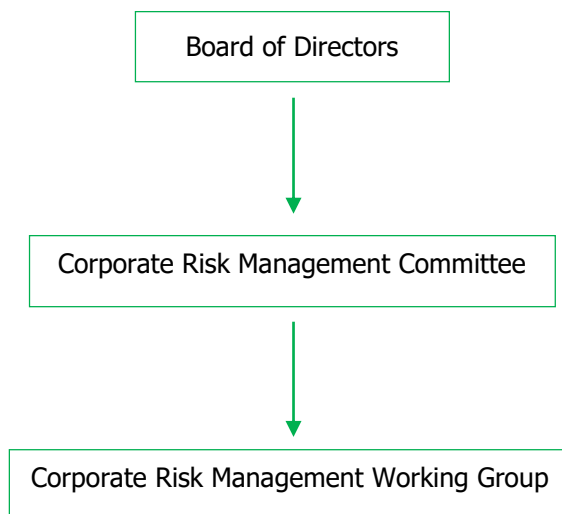 Board of Directors
Corporate Risk Management Committee
Corporate Risk Management Working Group